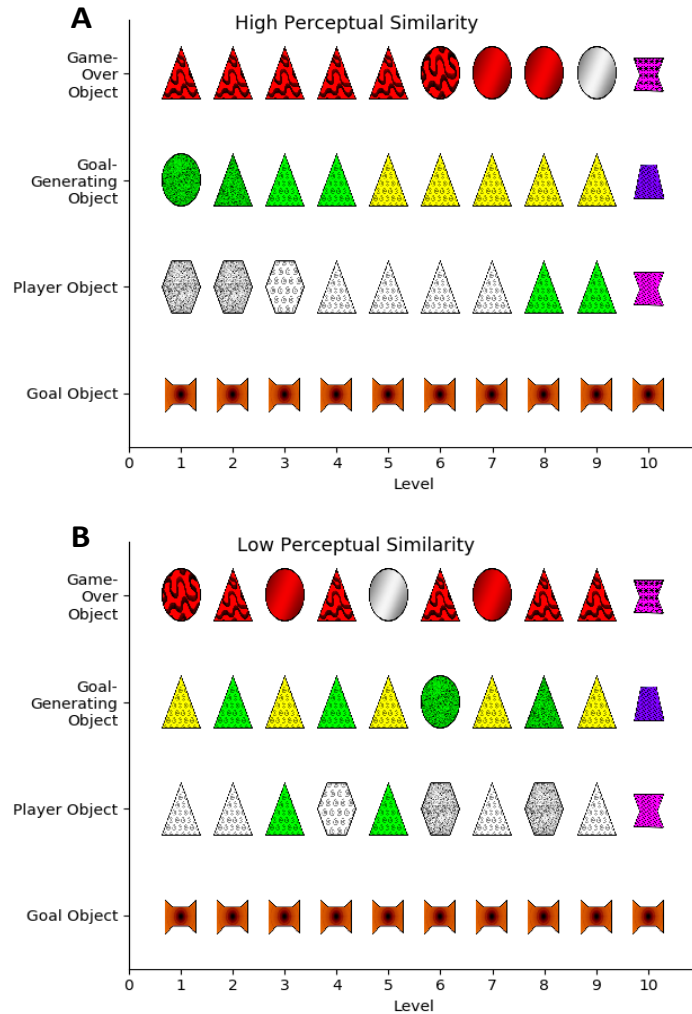 A
High Perceptual Similarity
Game-
Over
Object
Goal-
Generating
Object
Player Object
Goal Object
0 1 2 3 4 5 6 7 8 9 10
Level
B
Low Perceptual Similarity
Game-
Over
Object
Goal-
Generating
Object
Player Object
Goal Object
0 1 2 3 4 5 6 7 8 9 10
Level